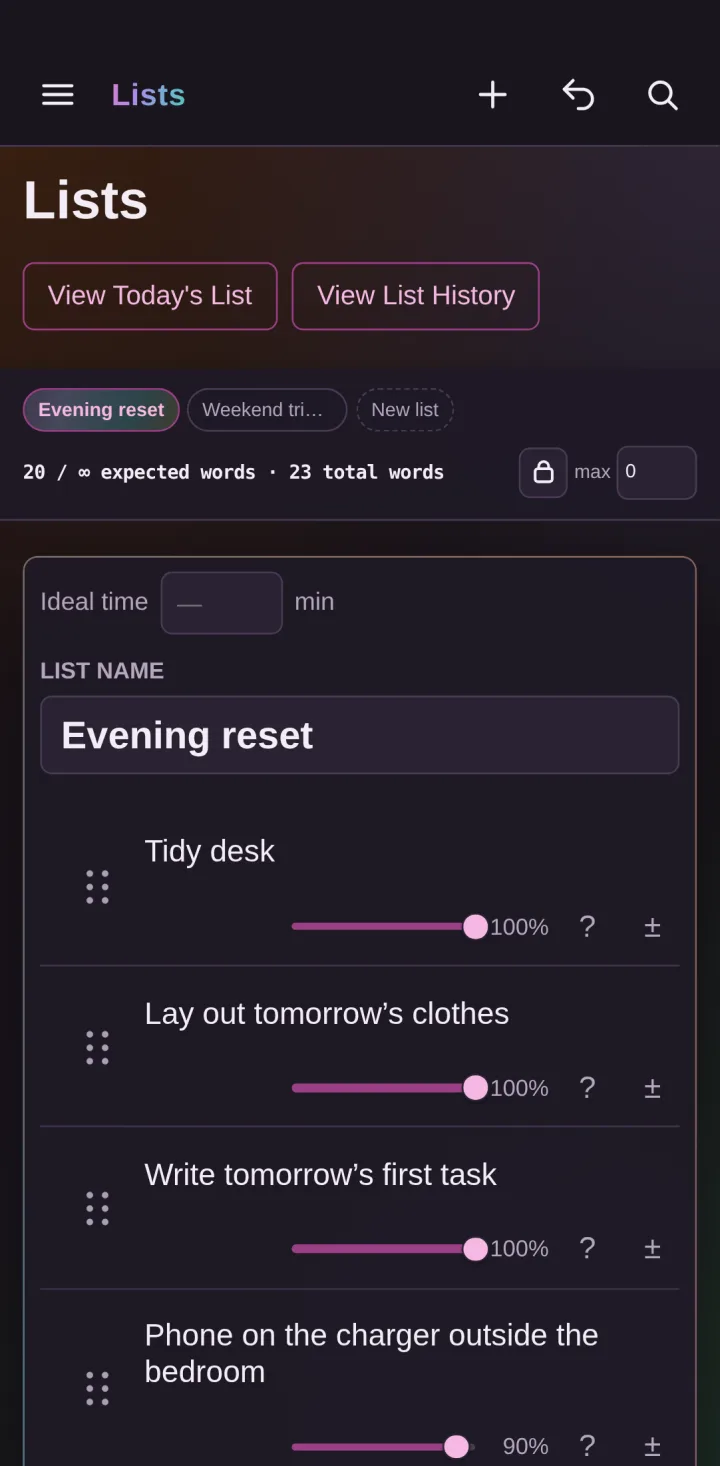 Lists
Lists
View Today's List
View List History
Evening reset
Weekend tri...
New list
20 / ∞ expected words · 23 total words
max
0
Ideal time
—
min
LIST NAME
Evening reset
Tidy desk
100%
?
±
Lay out tomorrow’s clothes
100%
?
±
Write tomorrow’s first task
100%
?
±
Phone on the charger outside the
bedroom
90%
?
±